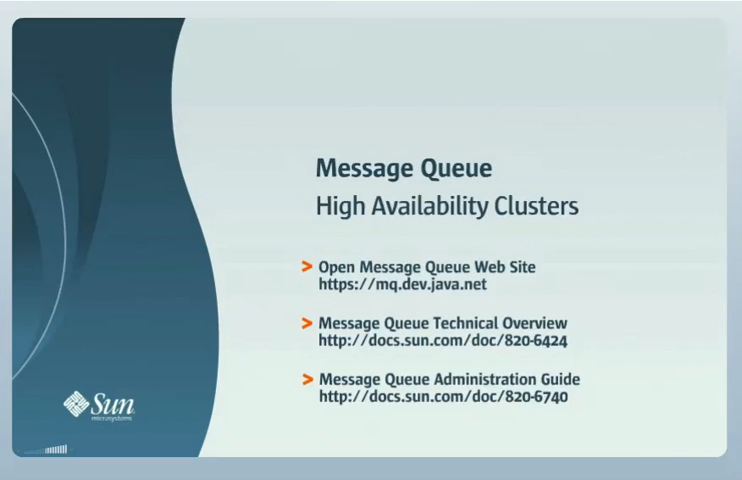 Message Queue
High Availability Clusters
> Open Message Queue Web Site
https://mq.dev.java.net
> Message Queue Technical Overview
http://docs.sun.com/doc/820-6424
> Message Queue Administration Guide
http://docs.sun.com/doc/820-6740
Sun
microsystems